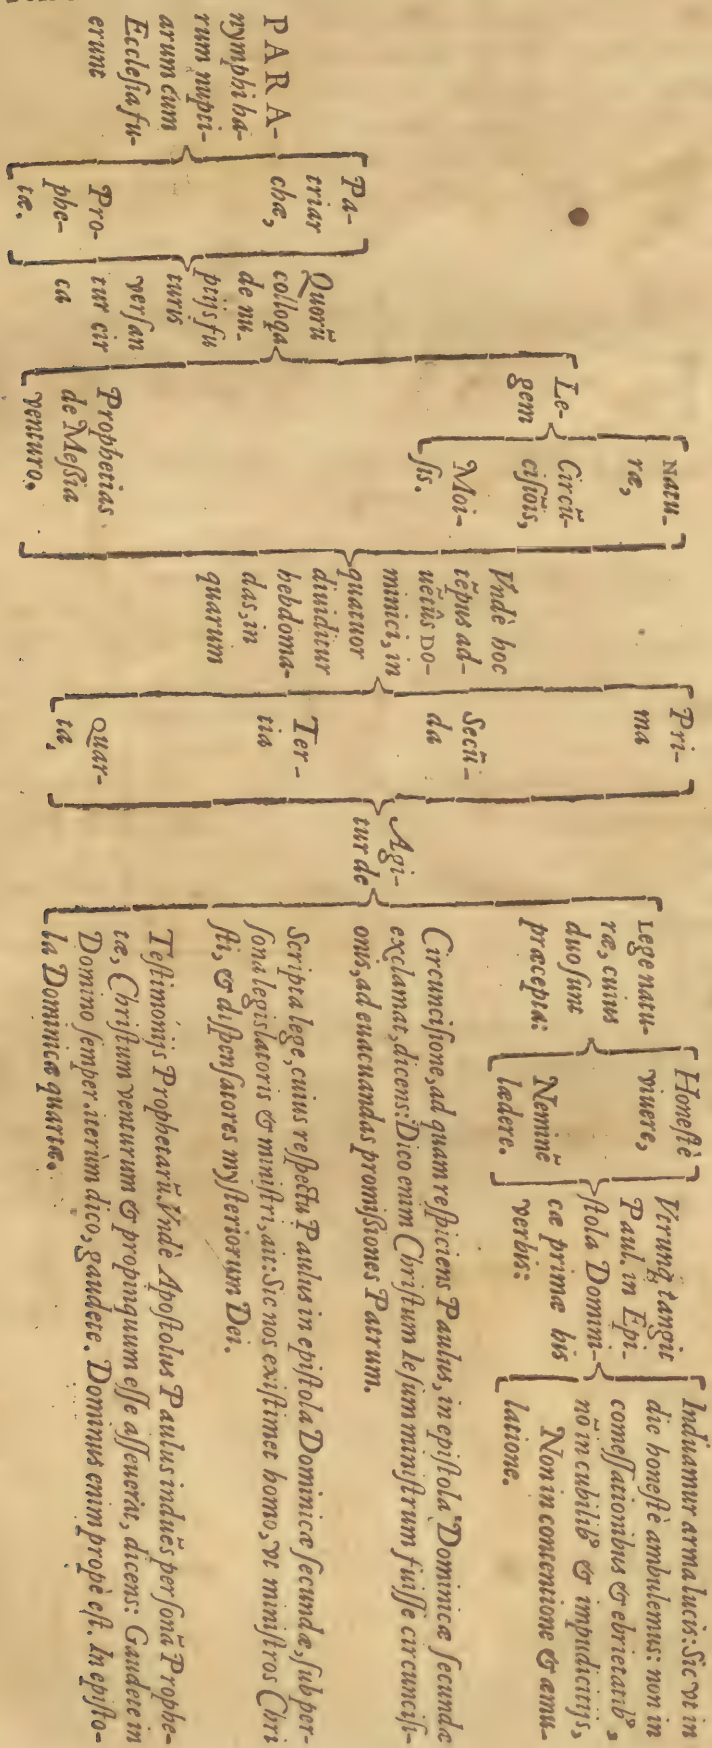 PARA-
nymphi ha-
rum nupti-
arum cum
Ecclesia fu-
erunt
Pa-
triar
chæ,
Pro-
phe-
tæ.
Quorū
colloqa
de nu-
ptijs fu
turis
versan
tur cir
ca
Le-
gem
Natu-
ræ,
Circū-
cisiōis,
Moi-
sis.
Prophetias
de Messia
venturo.
Vndè hoc
tēpus ad-
uētûs DO-
minici, in
quatuor
diuiditur
hebdoma-
das, in
quarum
Pri-
ma
Secū-
da
Ter-
tia
Quar-
ta,
Agi-
tur de
Lege natu-
ræ, cuius
duo sunt
præcepta:
Honestè
viuere,
Neminē
lædere.
Vtrunq; tangit
Paul. in Epi-
stola Domini-
cæ primæ his
verbis:
Induamur arma lucis: Sic vt in
die honestè ambulemus: non in
comessationibus & ebrietatib⁹,
nō in cubilib⁹ & impudicitijs,
Non in contentione & æmu-
latione.
Circuncisione, ad quam respiciens Paulus, in epistola Dominicæ secundæ
exclamat, dicens: Dico enim Christum Iesum ministrum fuisse circuncisi-
onis, ad euacuandas promissiones Patrum.
Scripta lege, cuius respectu Paulus in epistola Dominicæ secundæ, sub per-
sona legislatoris & ministri, ait: Sic nos existimet homo, vt ministros Chri
sti, & dispensatores mysteriorum Dei.
Testimonijs Prophetarū. Vndè Apostolus Paulus induēs personā Prophe-
tæ, Christum venturum & propinquum esse asseuerat, dicens: Gaudete in
Domino semper. iterùm dico, gaudete. Dominus enim propè est. In episto-
la Dominicæ quartæ.